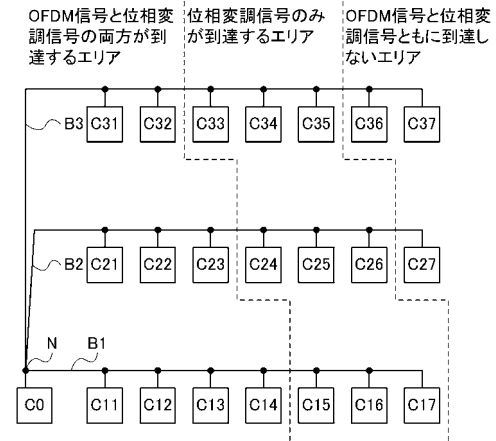 OFDM信号と位相変
調信号の両方が到
達するエリア
位相変調信号のみ
が到達するエリア
OFDM信号と位相変
調信号ともに到達し
ないエリア
B3
C31
C32
C33
C34
C35
C36
C37
B2
C21
C22
C23
C24
C25
C26
C27
N
B1
C0
C11
C12
C13
C14
C15
C16
C17